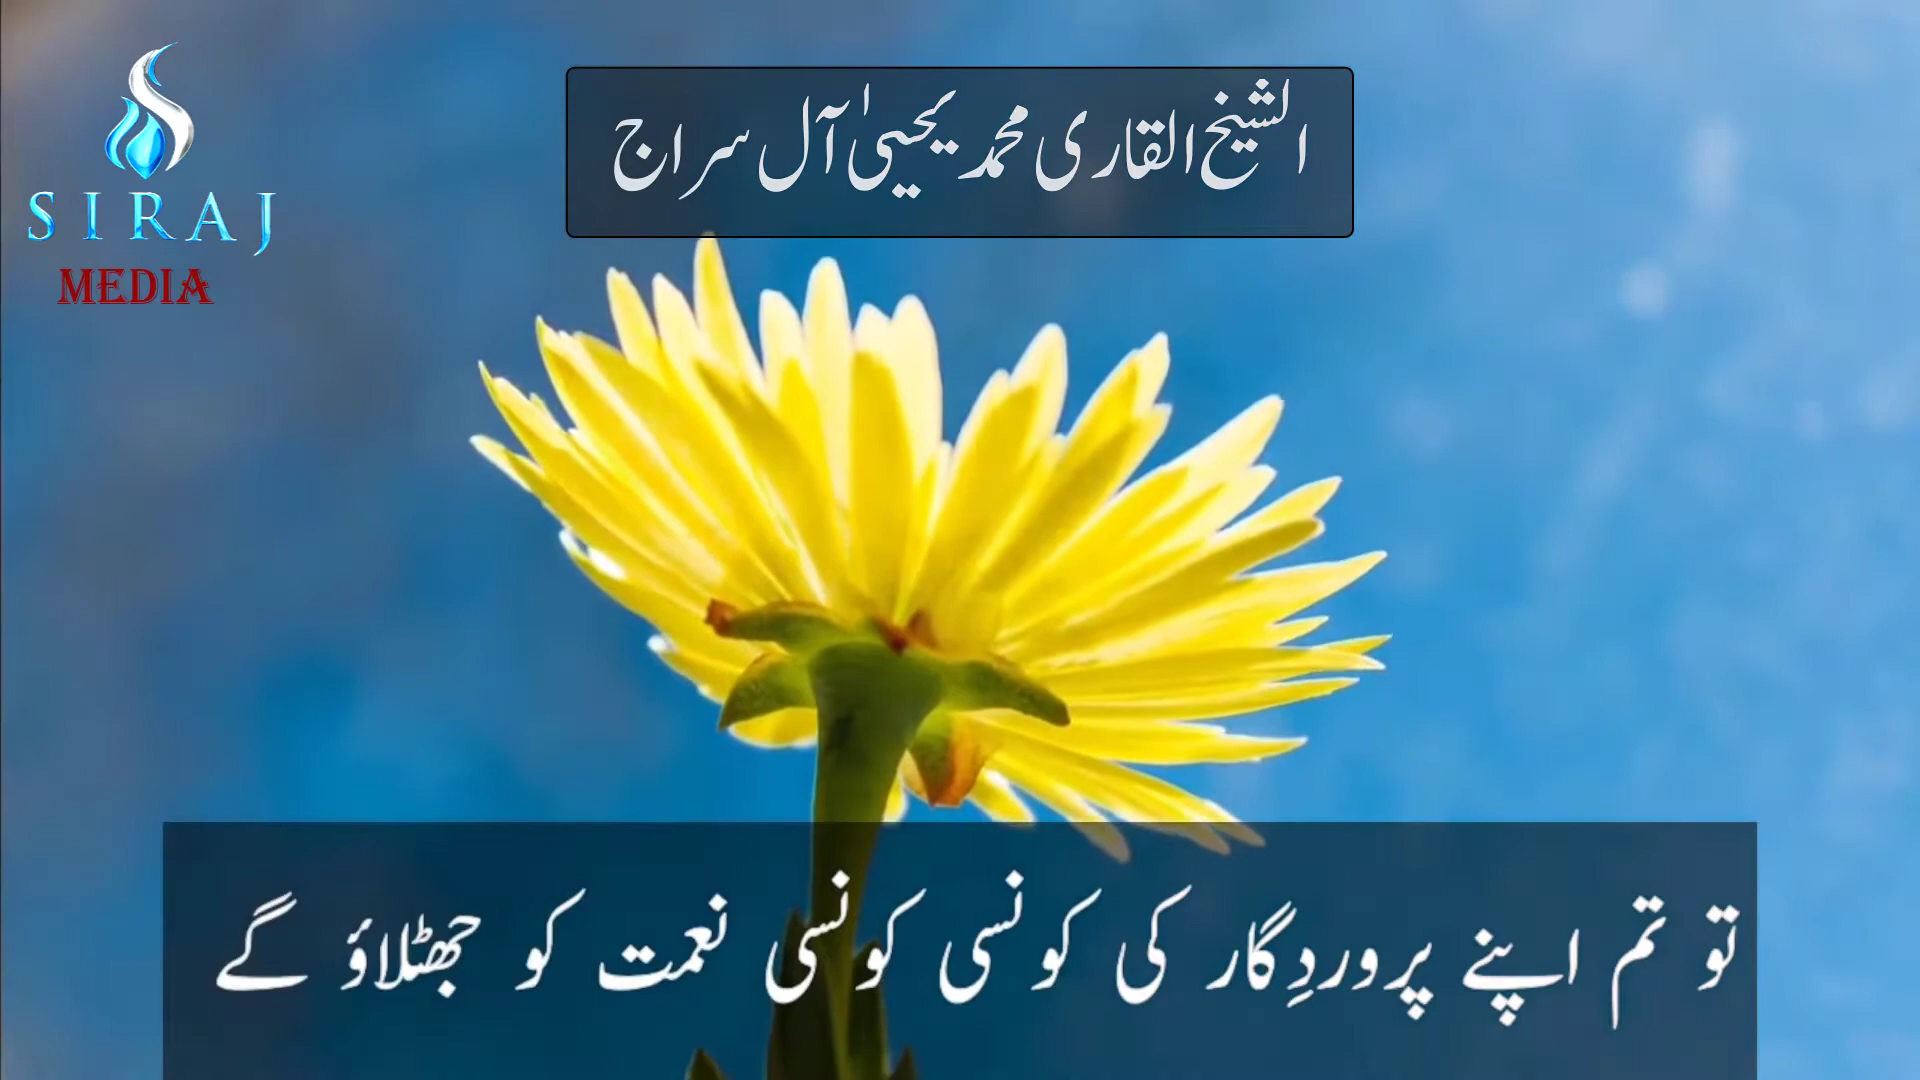 SIRAJ
MEDIA
الشیخ القاری محمد یحییٰ آل سراج
تو تم اپنے پروردِگار کی کونسی کونسی نعمت کو جھٹلاؤ گے